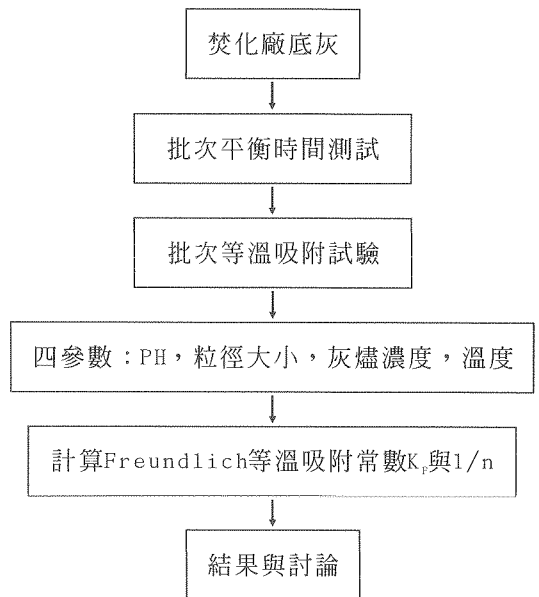 焚化廠底灰
批次平衡時間測試
批次等溫吸附試驗
四參數：PH，粒徑大小，灰燼濃度，溫度
計算Freundlich等溫吸附常數K_F與1/n
結果與討論